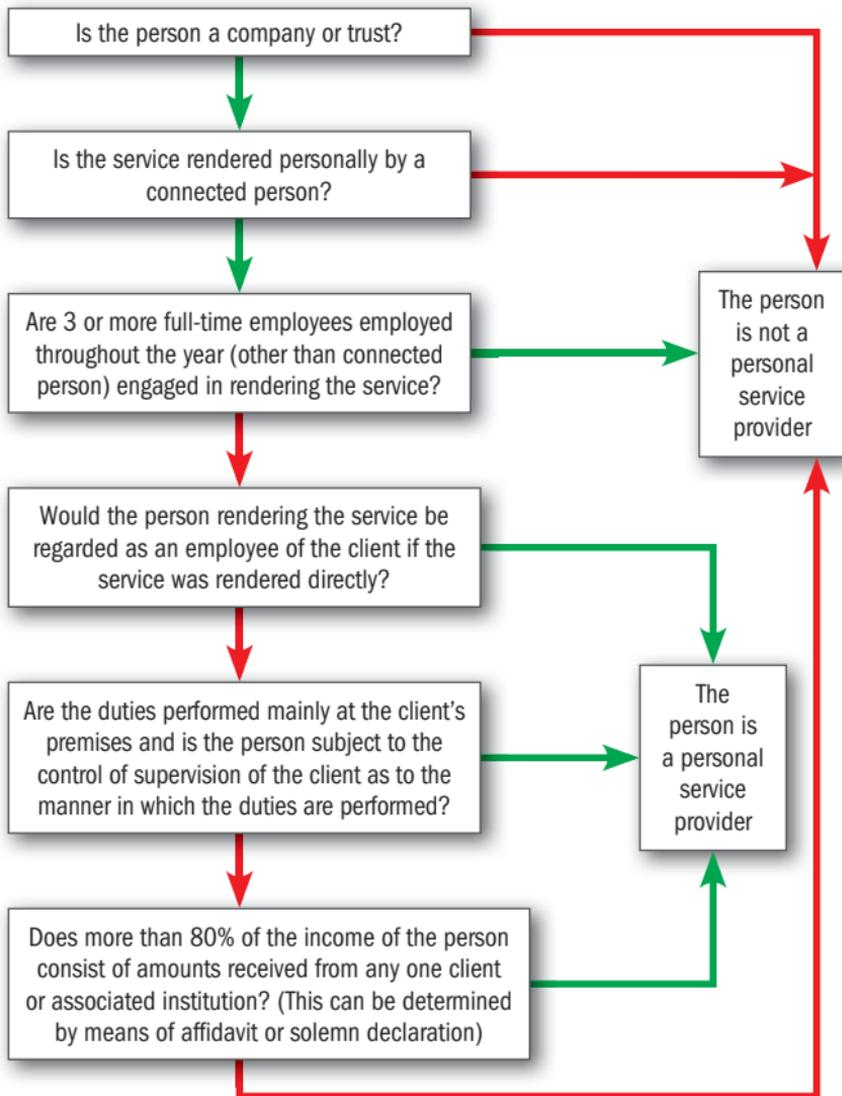 Is the person a company or trust?
Is the service rendered personally by a
connected person?
Are 3 or more full-time employees employed
throughout the year (other than connected
person) engaged in rendering the service?
The person
is not a
personal
service
provider
Would the person rendering the service be
regarded as an employee of the client if the
service was rendered directly?
The
person is
a personal
service
provider
Are the duties performed mainly at the client’s
premises and is the person subject to the
control of supervision of the client as to the
manner in which the duties are performed?
Does more than 80% of the income of the person
consist of amounts received from any one client
or associated institution? (This can be determined
by means of affidavit or solemn declaration)